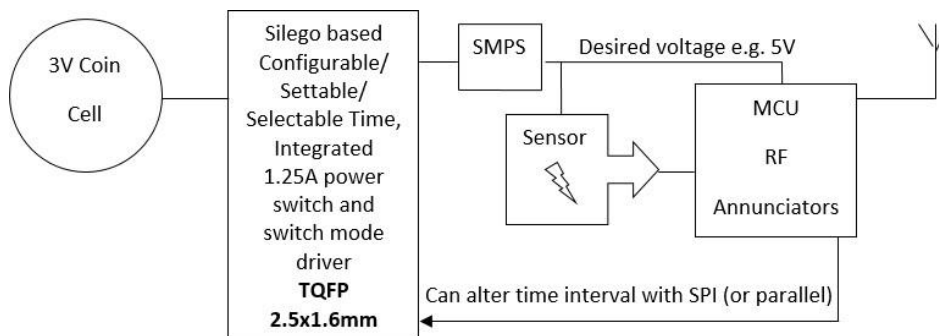 3V Coin
Cell
Silego based
Configurable/
Settable/
Selectable Time,
Integrated
1.25A power
switch and
switch mode
driver
TQFP
2.5x1.6mm
SMPS
Desired voltage e.g. 5V
Sensor
MCU
RF
Annunciators
Can alter time interval with SPI (or parallel)